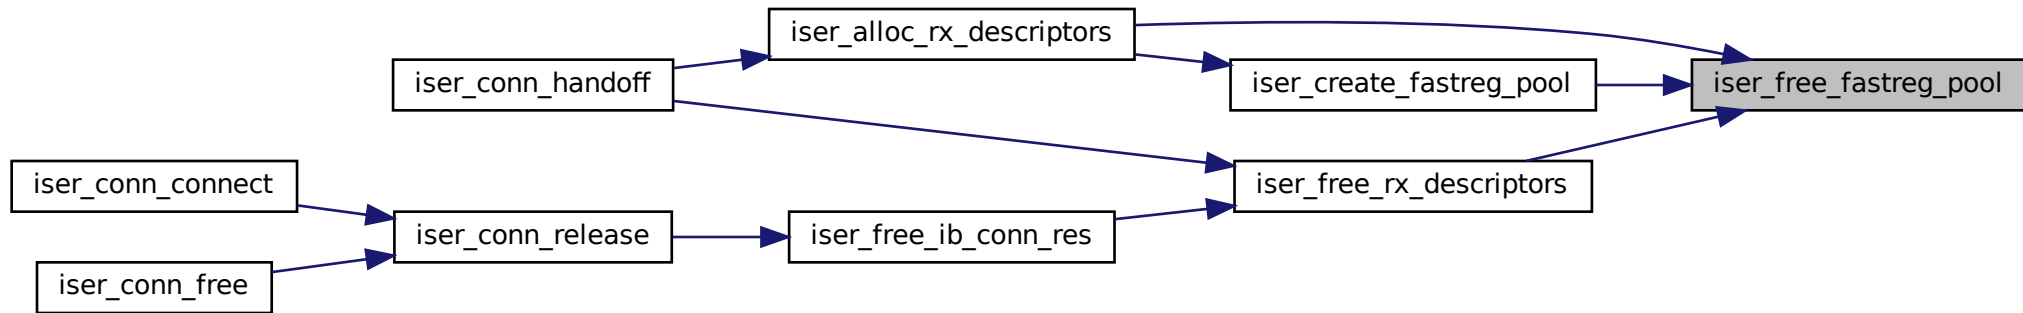 iser_alloc_rx_descriptors
iser_conn_handoff
iser_create_fastreg_pool
iser_free_fastreg_pool
iser_conn_connect
iser_free_rx_descriptors
iser_conn_release
iser_free_ib_conn_res
iser_conn_free